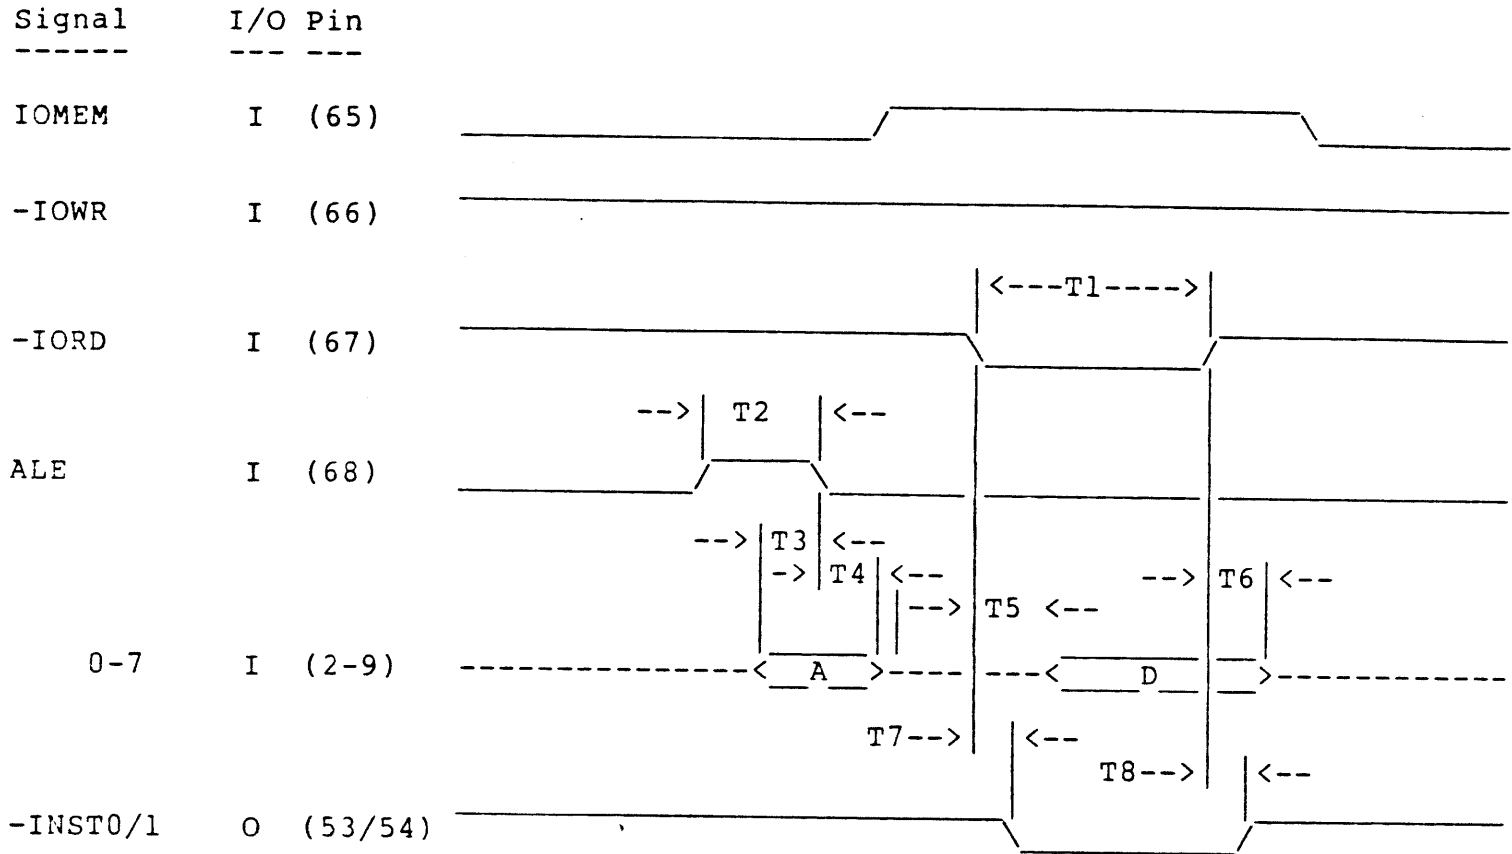 Signal I/O Pin
------ --- ---
IOMEM I (65)
-IOWR I (66)
<---T1---->
-IORD I (67)
--> T2 <--
ALE I (68)
--> T3 <--
-> T4 <-- --> T6 <--
--> T5 <--
0-7 I (2-9) A D
T7--> <--
T8--> <--
-INST0/1 O (53/54)